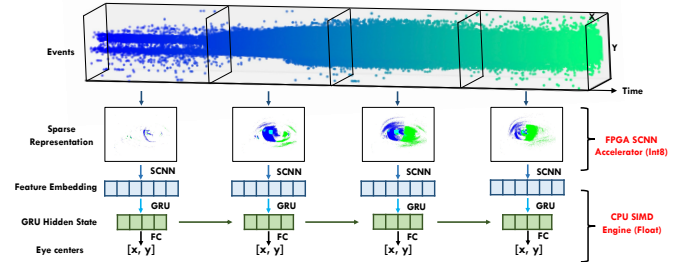 X
Events
Y
Time
Sparse
Representation
FPGA SCNN
Accelerator (Int8)
SCNN SCNN SCNN SCNN
Feature Embedding
GRU GRU GRU GRU
GRU Hidden State
CPU SIMD
Engine (Float)
FC FC FC FC
Eye centers [x, y] [x, y] [x, y] [x, y]